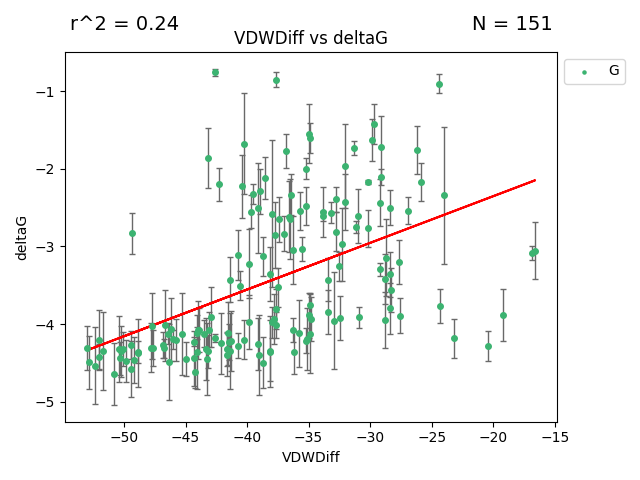 r^2 = 0.24
N = 151
VDWDiff vs deltaG
G
deltaG
−1
−2
−3
−4
−5
−50
−45
−40
−35
−30
−25
−20
−15
VDWDiff